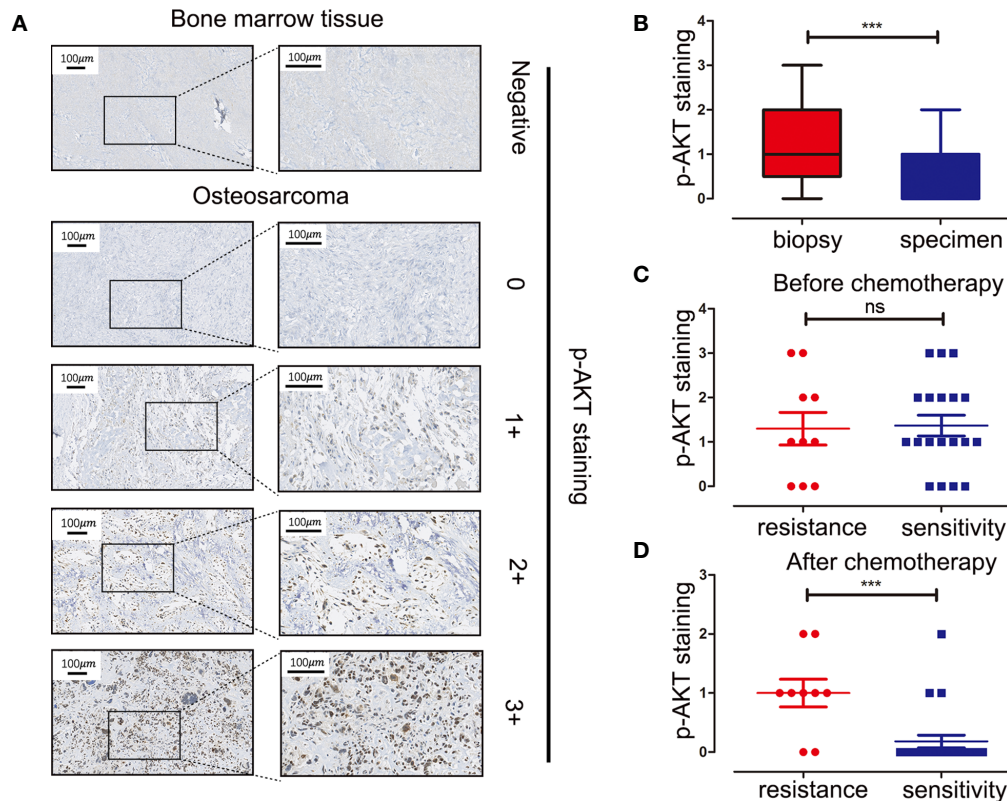 A
Bone marrow tissue
100μm
100μm
Negative
Osteosarcoma
100μm
100μm
0
100μm
100μm
1+
100μm
100μm
2+
100μm
100μm
3+
p-AKT staining
B
***
4
3
2
1
0
p-AKT staining
biopsy
specimen
C
Before chemotherapy
ns
4
3
2
1
0
p-AKT staining
resistance
sensitivity
D
After chemotherapy
***
3
2
1
0
p-AKT staining
resistance
sensitivity